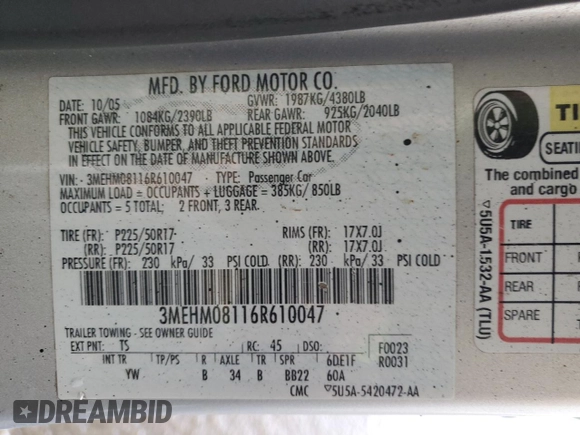 MFD. BY FORD MOTOR CO.
DATE: 10/05 GVWR: 1987KG/4380LB
FRONT GAWR: 1084KG/2390LB REAR GAWR: 925KG/2040LB
THIS VEHICLE CONFORMS TO ALL APPLICABLE FEDERAL MOTOR
VEHICLE SAFETY, BUMPER, AND THEFT PREVENTION STANDARDS
IN EFFECT ON THE DATE OF MANUFACTURE SHOWN ABOVE.
VIN: 3MEHM08116R610047 TYPE: Passenger Car
MAXIMUM LOAD = OCCUPANTS + LUGGAGE = 385KG/ 850LB
OCCUPANTS = 5 TOTAL: 2 FRONT, 3 REAR.
TIRE (FR): P225/50R17 RIMS (FR): 17X7.0J
(RR): P225/50R17 (RR): 17X7.0J
PRESSURE (FR): 230 kPa/ 33 PSI COLD (RR): 230 kPa/ 33 PSI COLD
3MEHM08116R610047
TRAILER TOWING - SEE OWNER GUIDE
EXT PNT: TS RC: 45 DSO: F0023
INT TR TP/PS R AXLE TR SPR 6DE1F R0031
YW B 34 B BB22 60A
CMC ▽5U5A-5420472-AA
TI
SEATI
The combined
and cargo
TIRE
FRONT
REAR
SPARE
▽5U5A-1532-AA (TLU)
DREAMBID DREAMBID.COM